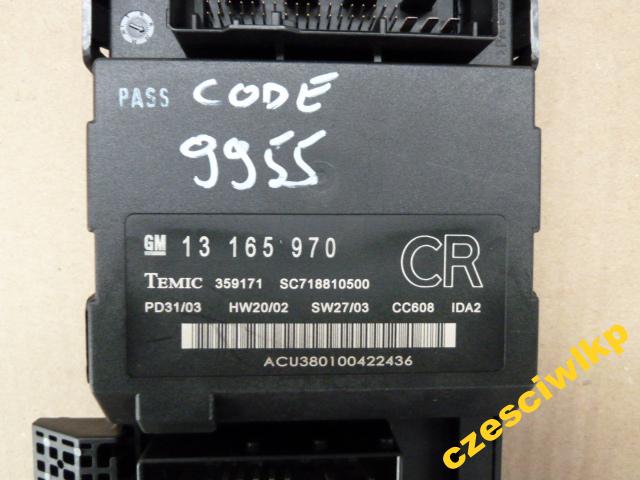 PASS CODE
9955
GM 13 165 970 CR
TEMIC 359171 SC718810500
PD31/03 HW20/02 SW27/03 CC608 IDA2
ACU380100422436
czesciwlkp